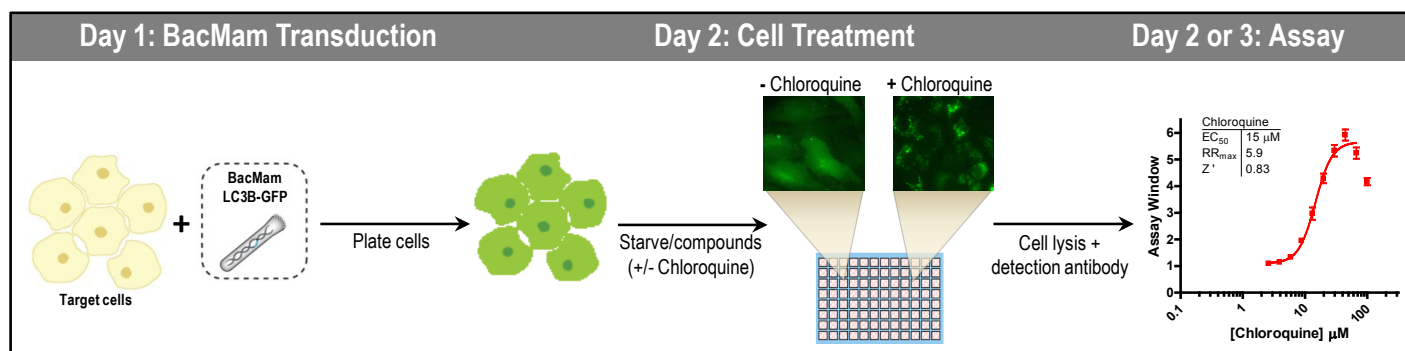 Day 1: BacMam Transduction
Day 2: Cell Treatment
Day 2 or 3: Assay
Target cells
+
BacMam
LC3B-GFP
Plate cells
Starve/compounds
(+/- Chloroquine)
- Chloroquine
+ Chloroquine
Cell lysis +
detection antibody
Chloroquine
EC50 15 μM
RRmax 5.9
Z ' 0.83
Assay Window
6
5
4
3
2
1
0
0.1
1
10
100
[Chloroquine] μM